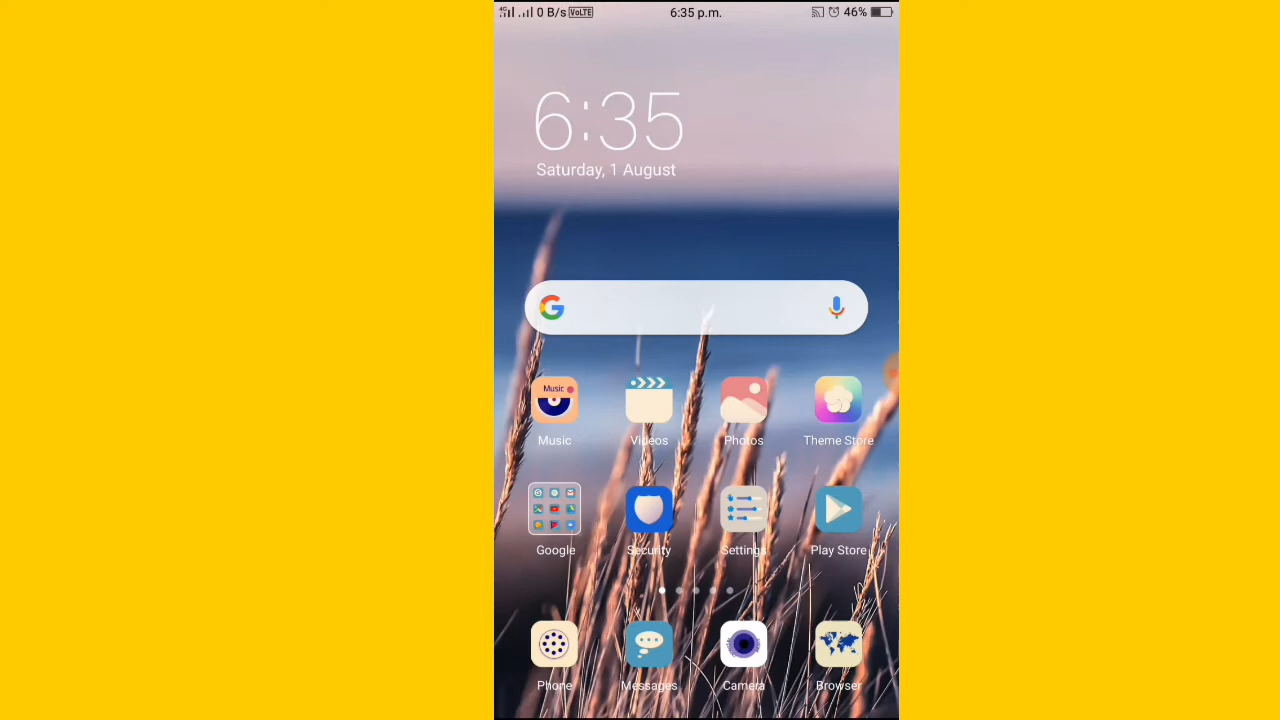 4G 0 B/s VoLTE 6:35 p.m. 46%
6:35
Saturday, 1 August
G
Music
Music Videos Photos Theme Store
Google Security Settings Play Store
Phone Messages Camera Browser